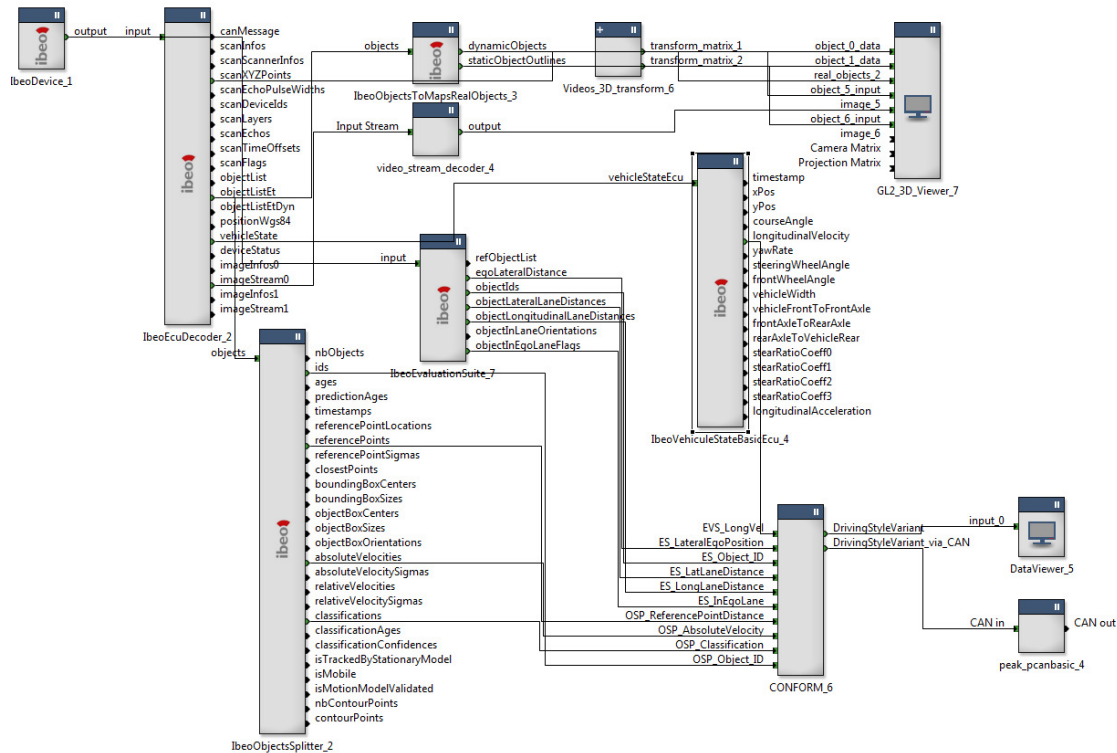 ibeo
output
input
IbeoDevice_1
ibeo
canMessage
scanInfos
scanScannerInfos
scanXYZPoints
scanEchoPulseWidths
scanDeviceIds
scanLayers
scanEchos
scanTimeOffsets
scanFlags
objectList
objectListEt
objectListEtDyn
positionWgs84
vehicleState
deviceStatus
imageInfos0
imageStream0
imageInfos1
imageStream1
IbeoEcuDecoder_2
objects
ibeo
dynamicObjects
staticObjectOutlines
IbeoObjectsToMapsRealObjects_3
Input Stream
output
video_stream_decoder_4
+
transform_matrix_1
transform_matrix_2
Videos_3D_transform_6
object_0_data
object_1_data
real_objects_2
object_5_input
image_5
object_6_input
image_6
Camera Matrix
Projection Matrix
GL2_3D_Viewer_7
vehicleStateEcu
ibeo
timestamp
xPos
yPos
courseAngle
longitudinalVelocity
yawRate
steeringWheelAngle
frontWheelAngle
vehicleWidth
vehicleFrontToFrontAxle
frontAxleToRearAxle
rearAxleToVehicleRear
stearRatioCoeff0
stearRatioCoeff1
stearRatioCoeff2
stearRatioCoeff3
longitudinalAcceleration
IbeoVehiculeStateBasicEcu_4
input
ibeo
refObjectList
egoLateralDistance
objectIds
objectLateralLaneDistances
objectLongitudinalLaneDistances
objectInLaneOrientations
objectInEgoLaneFlags
IbeoEvaluationSuite_7
objects
ibeo
nbObjects
ids
ages
predictionAges
timestamps
referencePointLocations
referencePoints
referencePointSigmas
closestPoints
boundingBoxCenters
boundingBoxSizes
objectBoxCenters
objectBoxSizes
objectBoxOrientations
absoluteVelocities
absoluteVelocitySigmas
relativeVelocities
relativeVelocitySigmas
classifications
classificationAges
classificationConfidences
isTrackedByStationaryModel
isMobile
isMotionModelValidated
nbContourPoints
contourPoints
IbeoObjectsSplitter_2
EVS_LongVel
ES_LateralEgoPosition
ES_Object_ID
ES_LatLaneDistance
ES_LongLaneDistance
ES_InEgoLane
OSP_ReferencePointDistance
OSP_AbsoluteVelocity
OSP_Classification
OSP_Object_ID
DrivingStyleVariant
DrivingStyleVariant_via_CAN
CONFORM_6
input_0
DataViewer_5
CAN in
CAN out
peak_pcanbasic_4